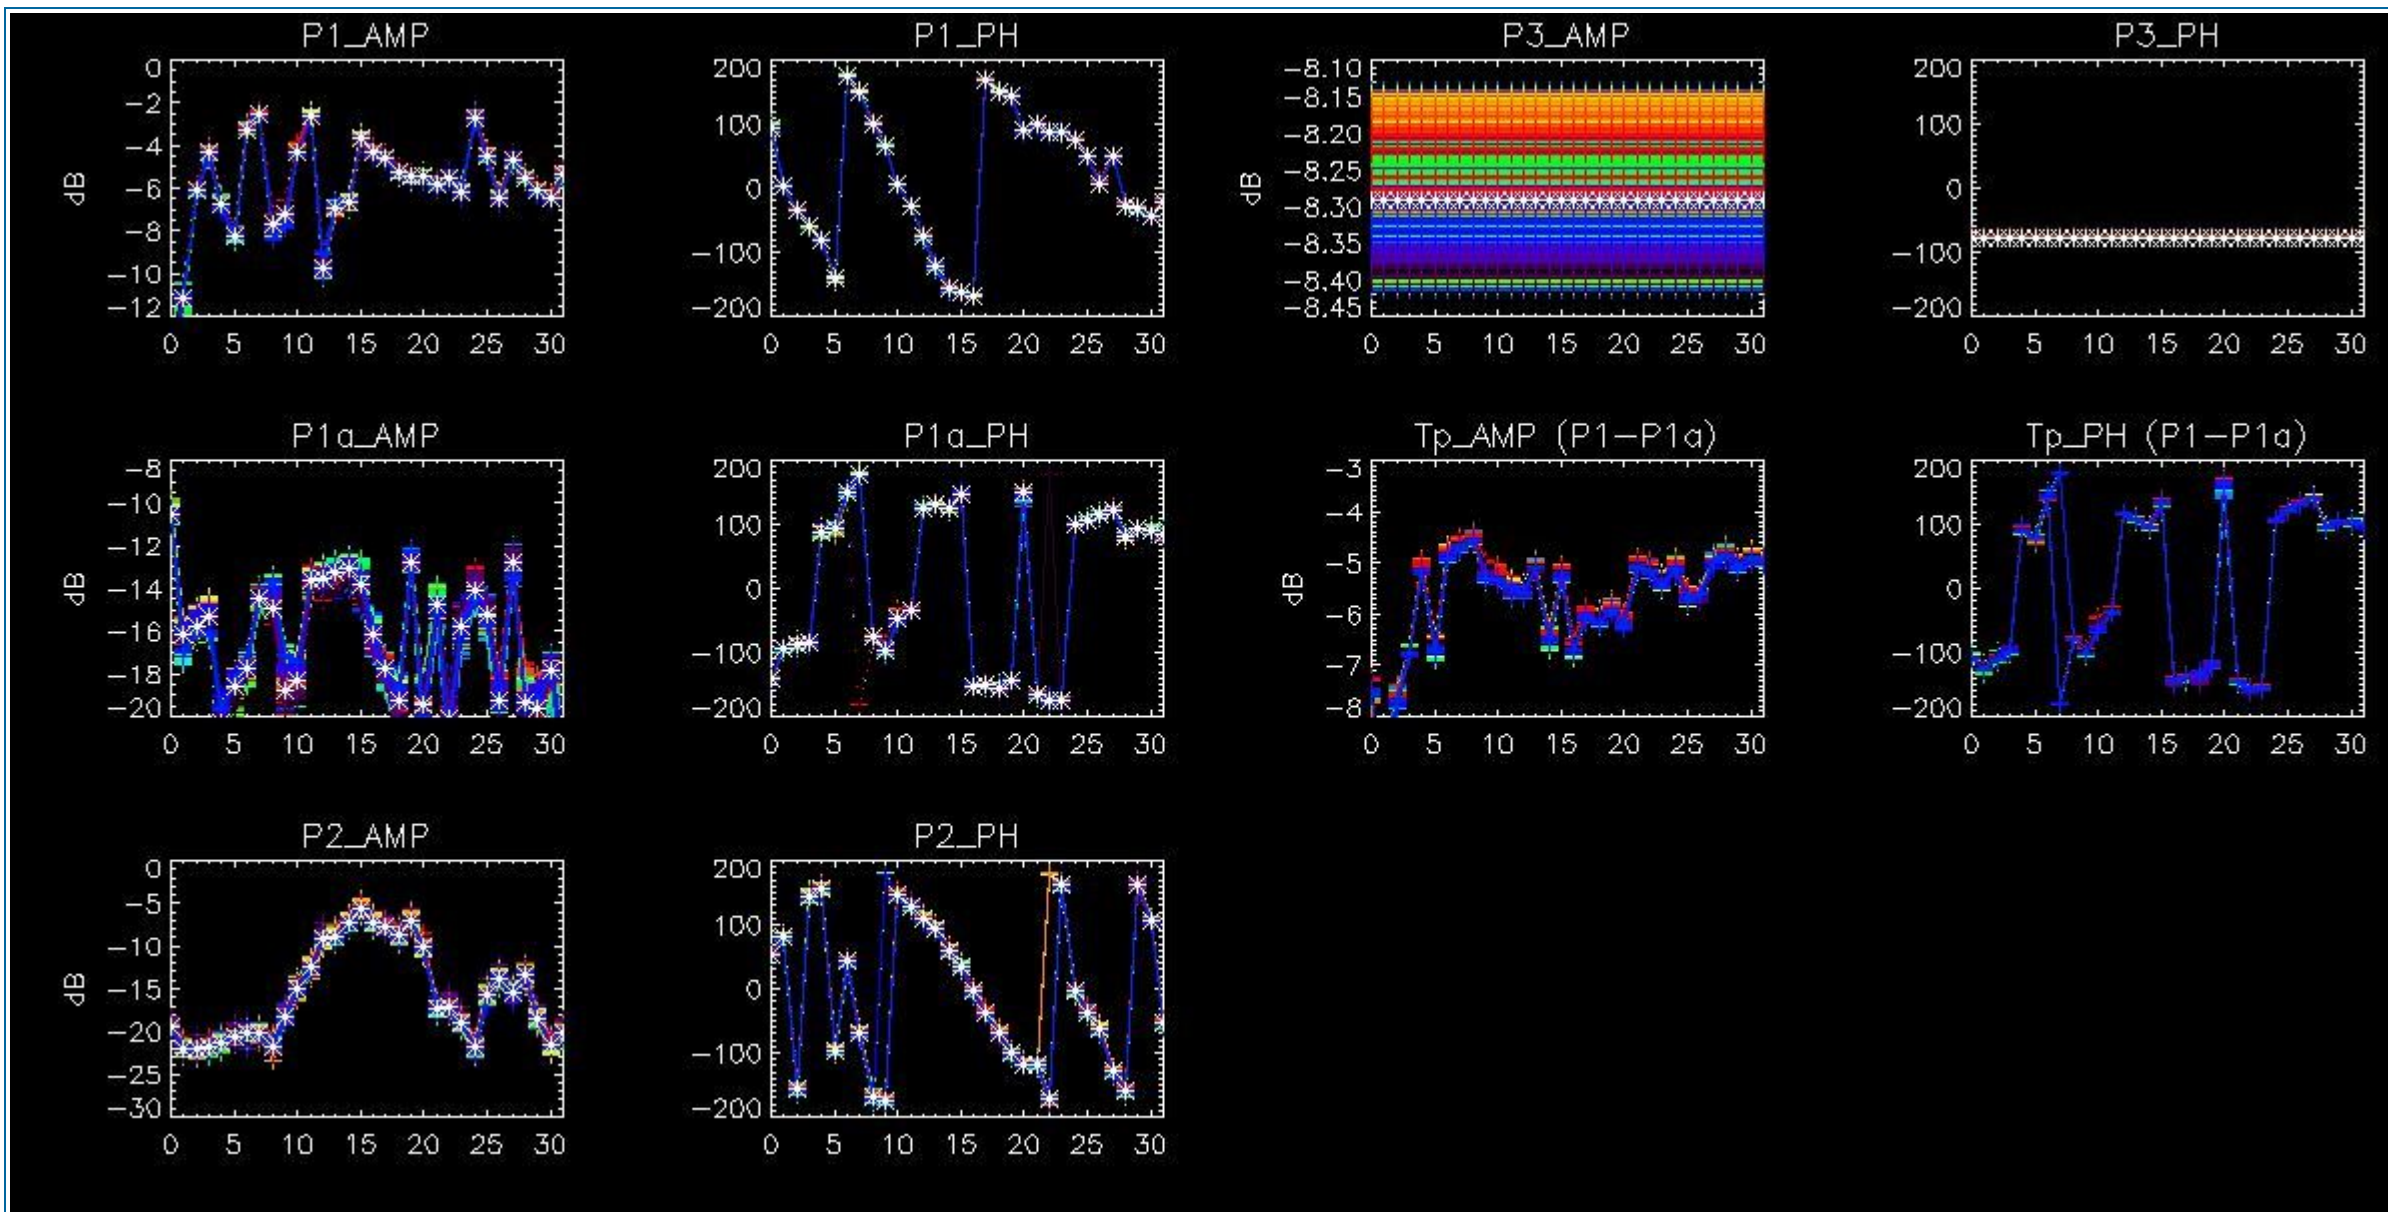 P1_AMP
0
−2
−4
−6
−8
−10
−12
dB
0 5 10 15 20 25 30
P1_PH
200
100
0
−100
−200
0 5 10 15 20 25 30
P3_AMP
−8.10
−8.15
−8.20
−8.25
−8.30
−8.35
−8.40
−8.45
dB
0 5 10 15 20 25 30
P3_PH
200
100
0
−100
−200
0 5 10 15 20 25 30
P1a_AMP
−8
−10
−12
−14
−16
−18
−20
dB
0 5 10 15 20 25 30
P1a_PH
200
100
0
−100
−200
0 5 10 15 20 25 30
Tp_AMP (P1−P1a)
−3
−4
−5
−6
−7
−8
dB
0 5 10 15 20 25 30
Tp_PH (P1−P1a)
200
100
0
−100
−200
0 5 10 15 20 25 30
P2_AMP
0
−5
−10
−15
−20
−25
−30
dB
0 5 10 15 20 25 30
P2_PH
200
100
0
−100
−200
0 5 10 15 20 25 30